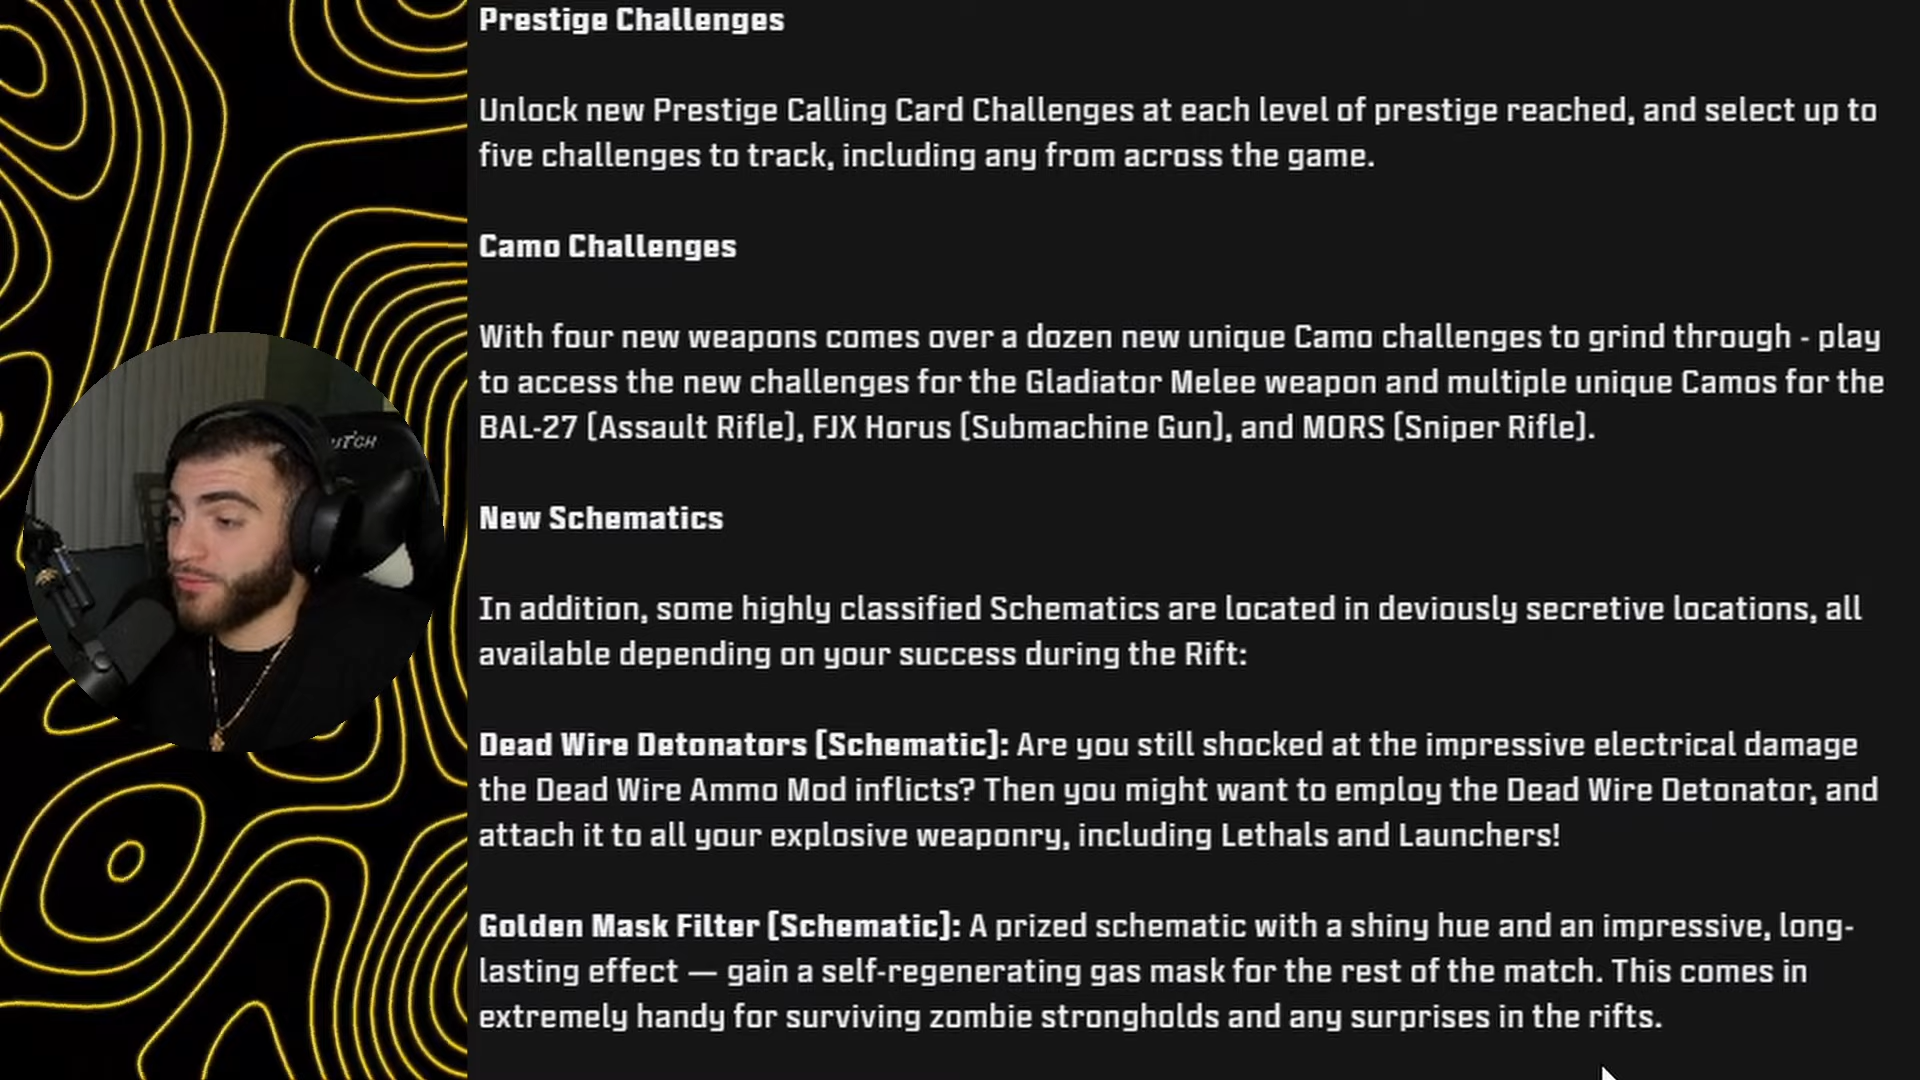 Prestige Challenges
Unlock new Prestige Calling Card Challenges at each level of prestige reached, and select up to
five challenges to track, including any from across the game.
Camo Challenges
With four new weapons comes over a dozen new unique Camo challenges to grind through - play
to access the new challenges for the Gladiator Melee weapon and multiple unique Camos for the
BAL-27 (Assault Rifle), FJX Horus (Submachine Gun), and MORS (Sniper Rifle).
New Schematics
In addition, some highly classified Schematics are located in deviously secretive locations, all
available depending on your success during the Rift:
Dead Wire Detonators (Schematic): Are you still shocked at the impressive electrical damage
the Dead Wire Ammo Mod inflicts? Then you might want to employ the Dead Wire Detonator, and
attach it to all your explosive weaponry, including Lethals and Launchers!
Golden Mask Filter (Schematic): A prized schematic with a shiny hue and an impressive, long-
lasting effect — gain a self-regenerating gas mask for the rest of the match. This comes in
extremely handy for surviving zombie strongholds and any surprises in the rifts.